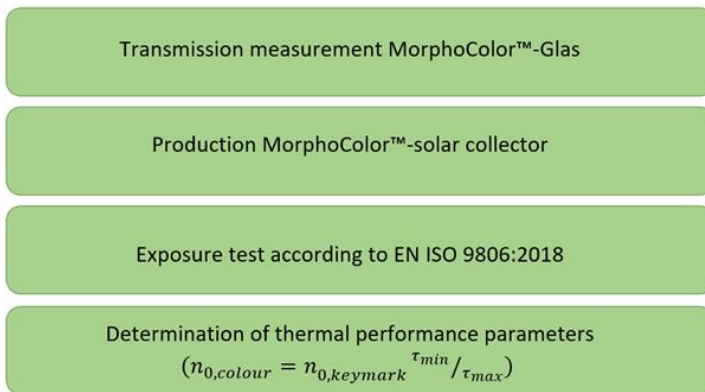 Transmission measurement MorphoColor™-Glas
Production MorphoColor™-solar collector
Exposure test according to EN ISO 9806:2018
Determination of thermal performance parameters
(n0,colour = n0,keymark τmin/τmax)